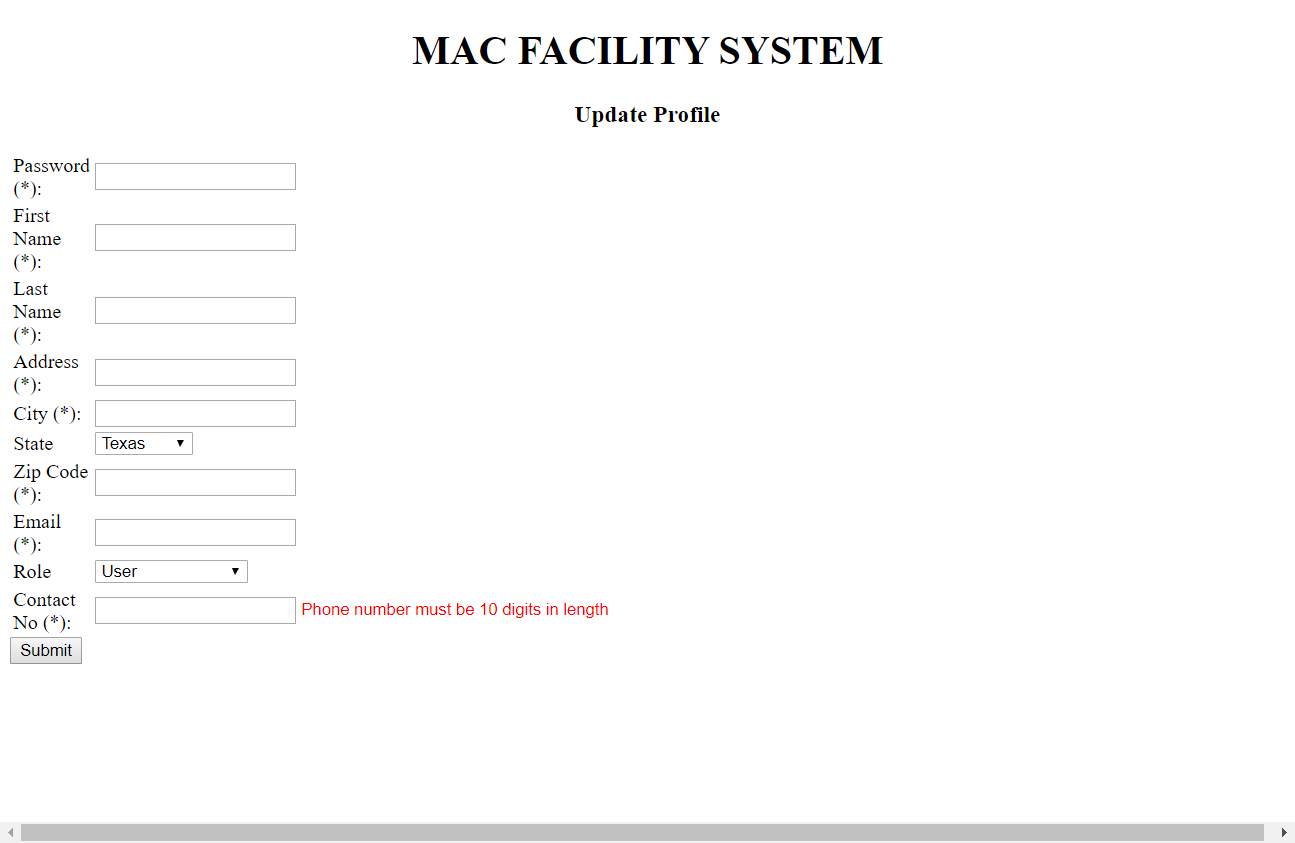 MAC FACILITY SYSTEM
Update Profile
Password
(*):
First
Name
(*):
Last
Name
(*):
Address
(*):
City (*):
State Texas
Zip Code
(*):
Email
(*):
Role User
Contact
No (*): Phone number must be 10 digits in length
Submit